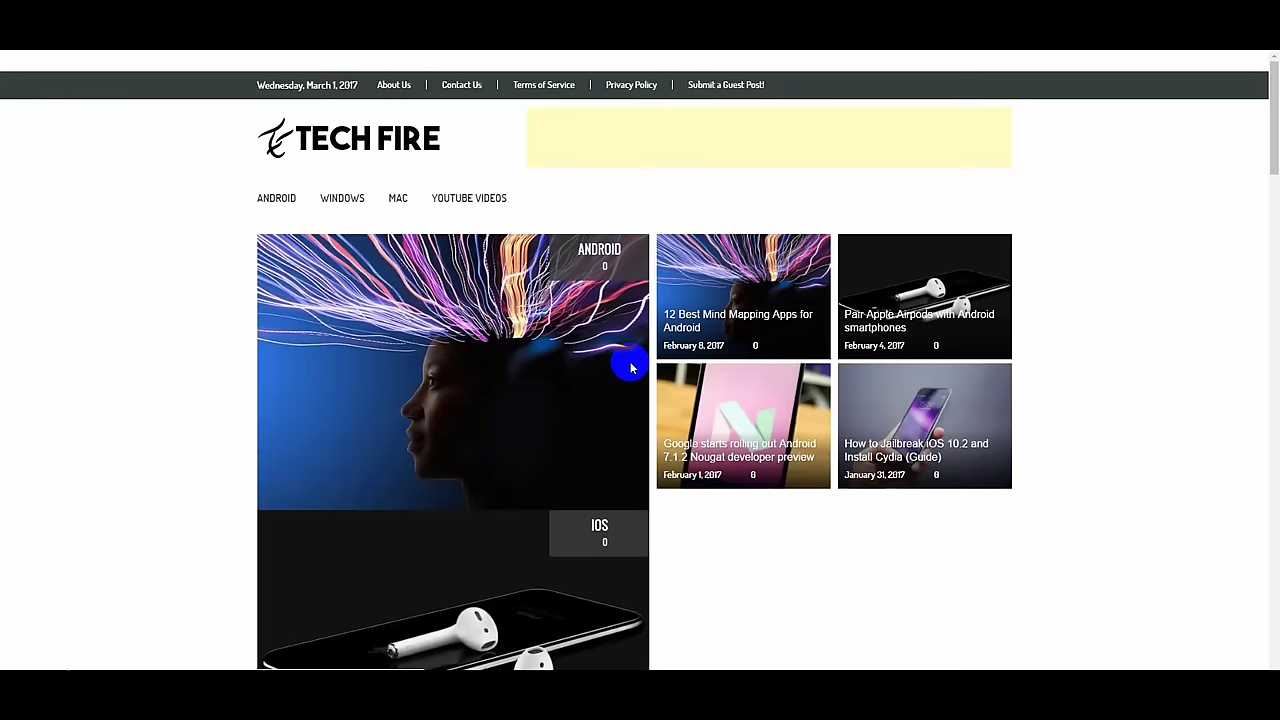 Wednesday, March 1, 2017 About Us | Contact Us | Terms of Service | Privacy Policy | Submit a Guest Post!
TECH FIRE
ANDROID WINDOWS MAC YOUTUBE VIDEOS
ANDROID
0
12 Best Mind Mapping Apps for
Android
February 8, 2017 0
Pair Apple Airpods with Android
smartphones
February 4, 2017 0
Google starts rolling out Android
7.1.2 Nougat developer preview
February 1, 2017 0
How to Jailbreak iOS 10.2 and
Install Cydia (Guide)
January 31, 2017 0
IOS
0